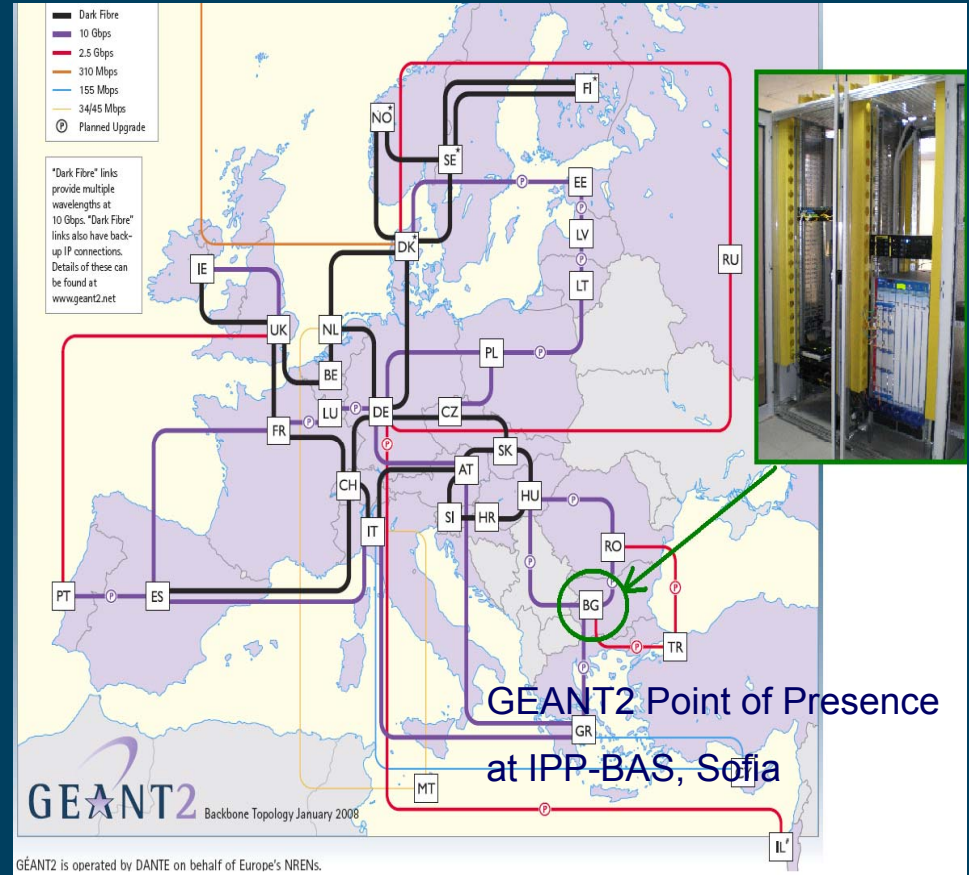 Dark Fibre
10 Gbps
2.5 Gbps
310 Mbps
155 Mbps
34/45 Mbps
P Planned Upgrade
"Dark Fibre" links
provide multiple
wavelengths at
10 Gbps. "Dark Fibre"
links also have back-
up IP connections.
Details of these can
be found at
www.geant2.net
FI*
NO*
SE*
P
EE
P
DK*
LV
RU
IE
P
LT
UK
NL
PL
P
BE
LU
P
DE
CZ
FR
P
P
SK
AT
CH
HU
P
SI
HR
IT
RO
P
P
P
PT
P
ES
BG
P
TR
P
GEANT2 Point of Presence
GR
at IPP-BAS, Sofia
MT
GEANT2
Backbone Topology January 2008
P
IL*
GÉANT2 is operated by DANTE on behalf of Europe's NRENs.